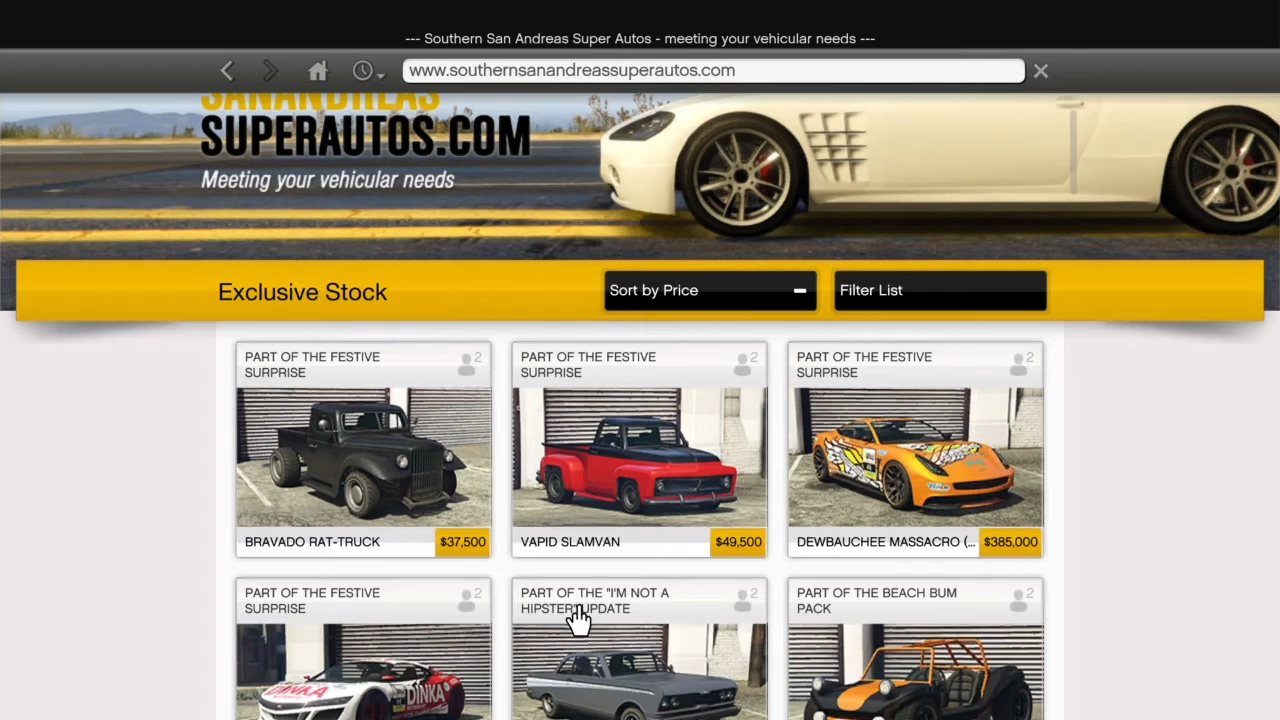 --- Southern San Andreas Super Autos - meeting your vehicular needs ---
www.southernsanandreassuperautos.com
SANANDREAS
SUPERAUTOS.COM
Meeting your vehicular needs
Exclusive Stock
Sort by Price
Filter List
PART OF THE FESTIVE
SURPRISE
2
BRAVADO RAT-TRUCK
$37,500
PART OF THE FESTIVE
SURPRISE
2
VAPID SLAMVAN
$49,500
PART OF THE FESTIVE
SURPRISE
2
DEWBAUCHEE MASSACRO (...
$385,000
PART OF THE FESTIVE
SURPRISE
2
DINKA
DINKA
PART OF THE "I'M NOT A
HIPSTER" UPDATE
2
PART OF THE BEACH BUM
PACK
2